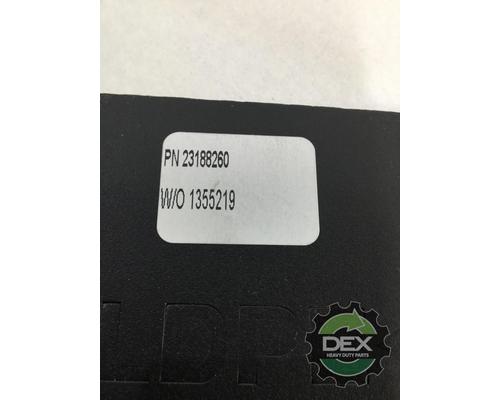 PN 23188260
W/O 1355219
DEX
HEAVY DUTY PARTS